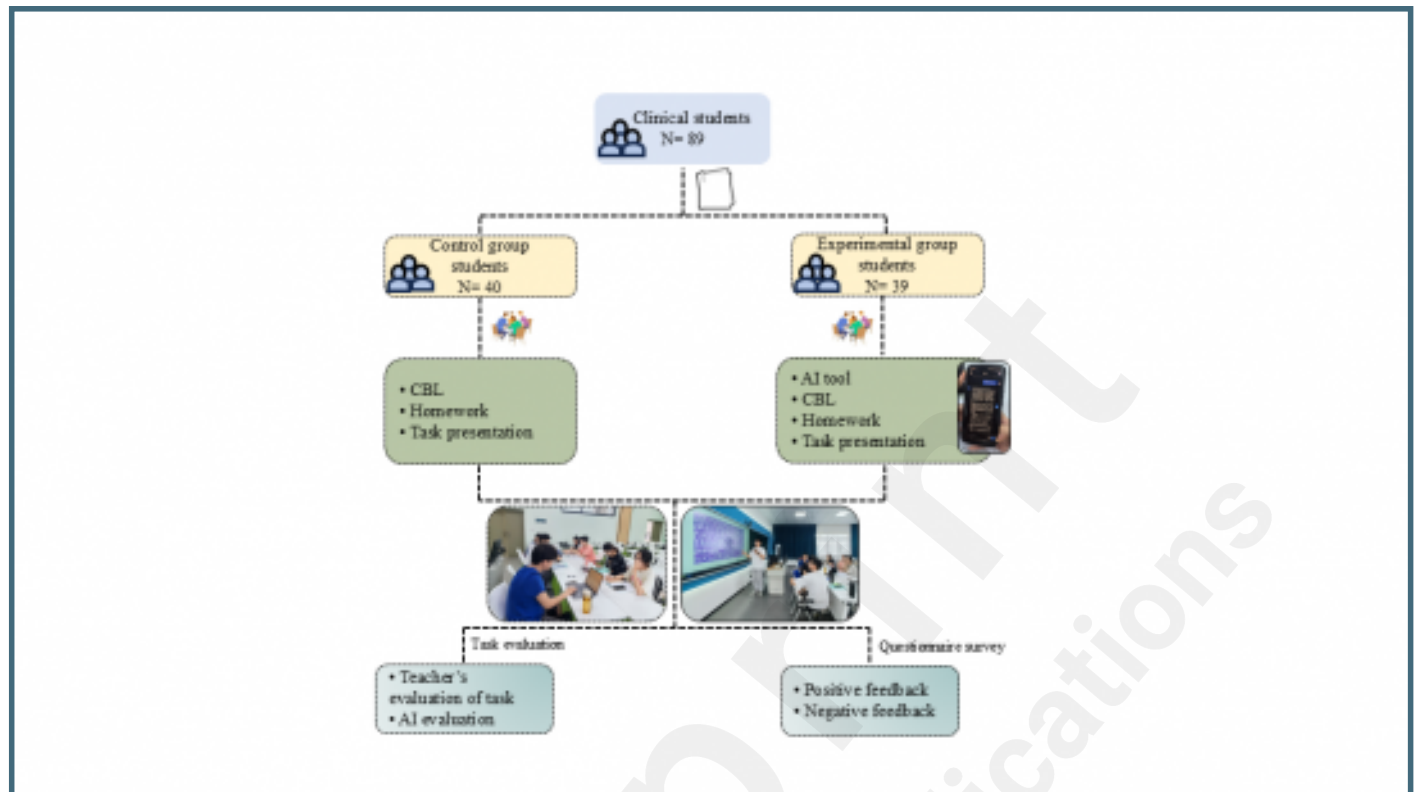 Clinical students
N= 89
Control group
students
N= 40
Experimental group
students
N= 39
• CBL
• Homework
• Task presentation
• AI tool
• CBL
• Homework
• Task presentation
Task evaluation
Questionnaire survey
• Teacher's
evaluation of task
• AI evaluation
• Positive feedback
• Negative feedback